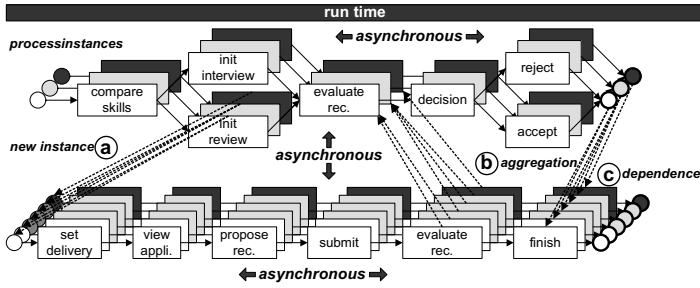 run time
processinstances
asynchronous
init
interview
reject
compare
skills
evaluate
rec.
decision
init
review
accept
new instance a
asynchronous
b aggregation
c dependence
set
delivery
view
appli.
propose
rec.
submit
evaluate
rec.
finish
asynchronous